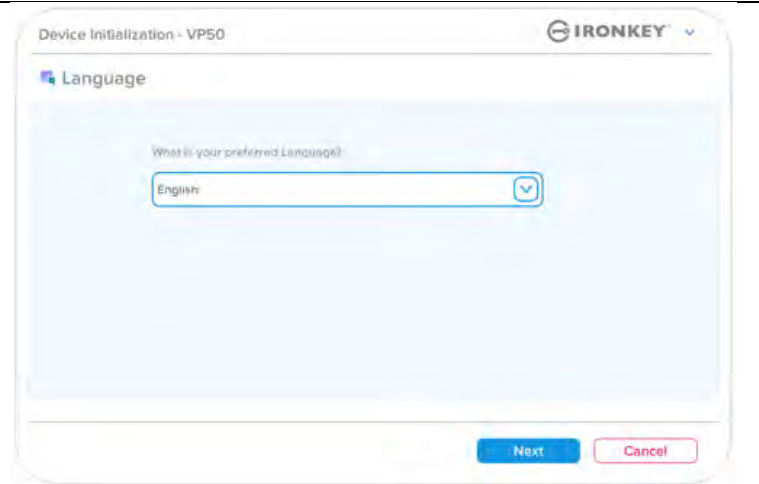 Device Initialization - VP50
IRONKEY
Language
What is your preferred Language?
English
Next
Cancel